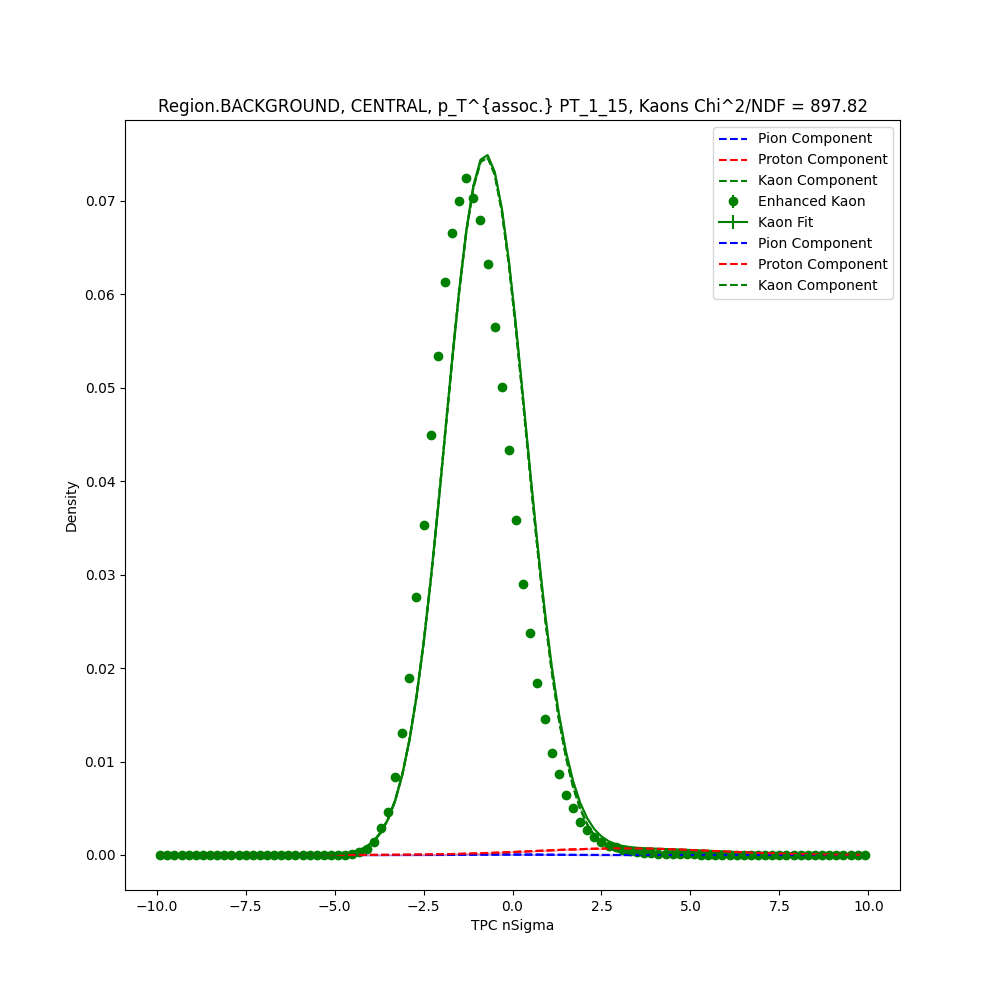 Region.BACKGROUND, CENTRAL, p_T^{assoc.} PT_1_15, Kaons Chi^2/NDF = 897.82
Pion Component
Proton Component
Kaon Component
Enhanced Kaon
Kaon Fit
Pion Component
Proton Component
Kaon Component
0.07
0.06
0.05
0.04
0.03
0.02
0.01
0.00
Density
−10.0 −7.5 −5.0 −2.5 0.0 2.5 5.0 7.5 10.0
TPC nSigma